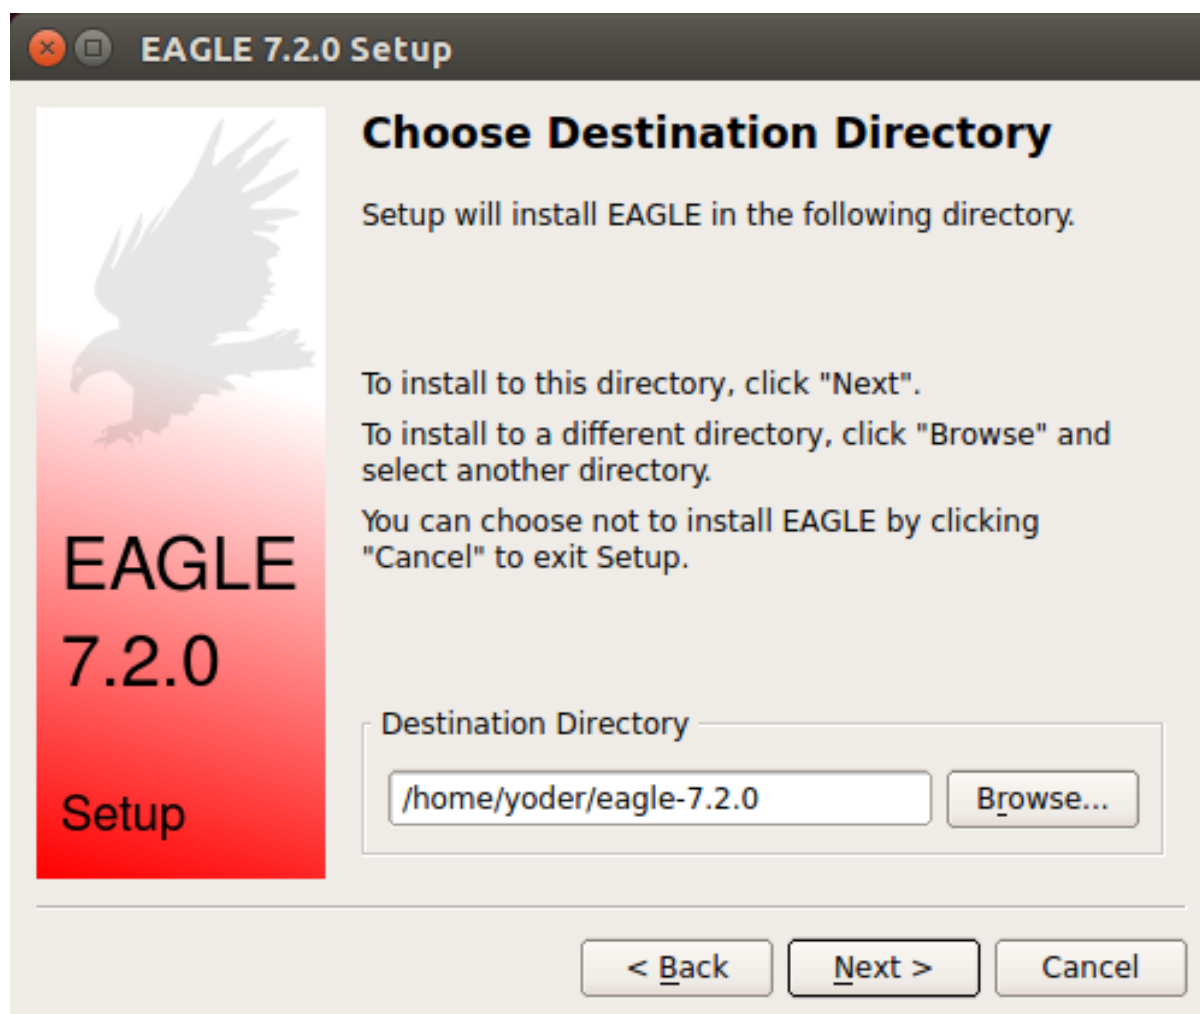 EAGLE 7.2.0 Setup
Choose Destination Directory
Setup will install EAGLE in the following directory.
To install to this directory, click "Next".
To install to a different directory, click "Browse" and
select another directory.
You can choose not to install EAGLE by clicking
"Cancel" to exit Setup.
EAGLE
7.2.0
Setup
Destination Directory
/home/yoder/eagle-7.2.0
Browse...
< Back
Next >
Cancel